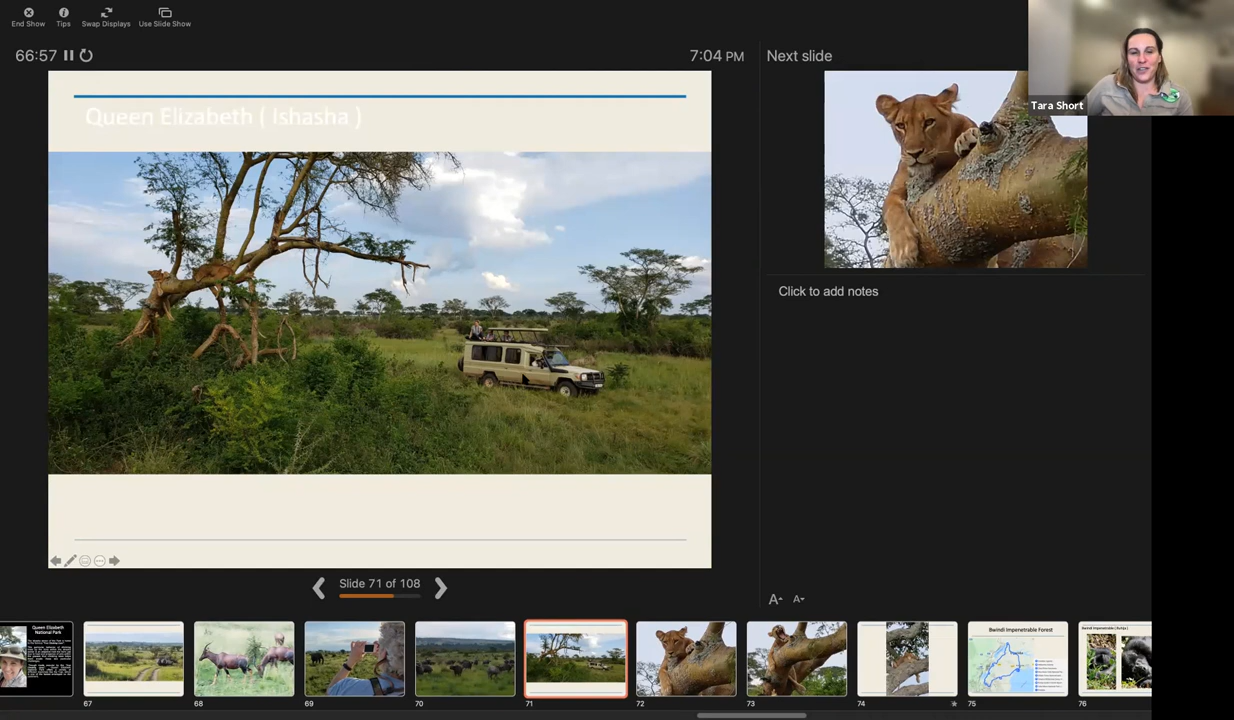 End Show
Tips
Swap Displays
Use Slide Show
66:57
7:04 PM
Next slide
Tara Short
Queen Elizabeth ( Ishasha )
Click to add notes
Slide 71 of 108
A
A
Queen Elizabeth
National Park
Bwindi Impenetrable Forest
67
68
69
70
71
72
73
74
75
76